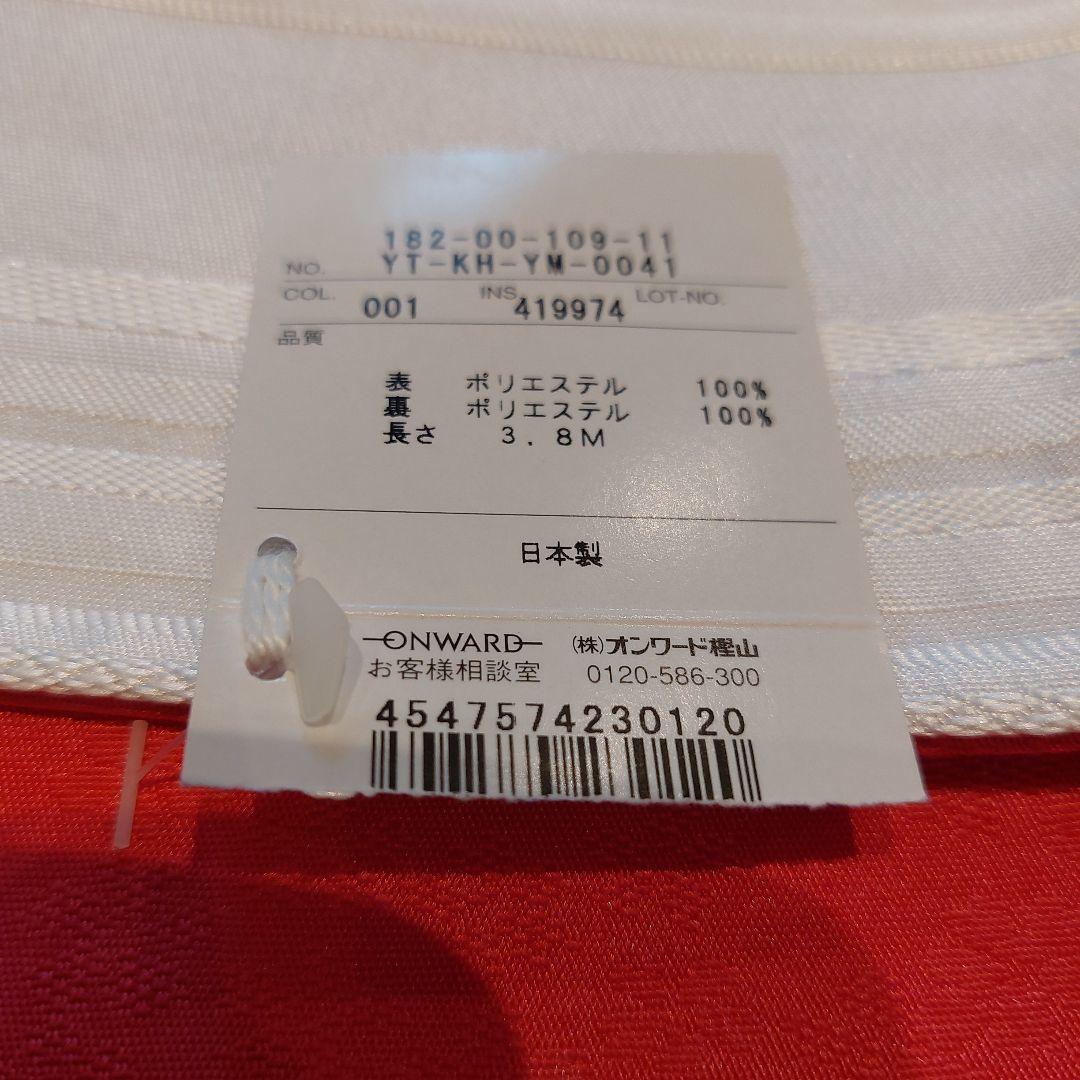 182-00-109-11
NO. YT-KH-YM-0041
COL. 001 INS. 419974 LOT-NO.
品質
表 ポリエステル 100%
裏 ポリエステル 100%
長さ 3.8M
日本製
ONWARD (株)オンワード樫山
お客様相談室 0120-586-300
4547574230120